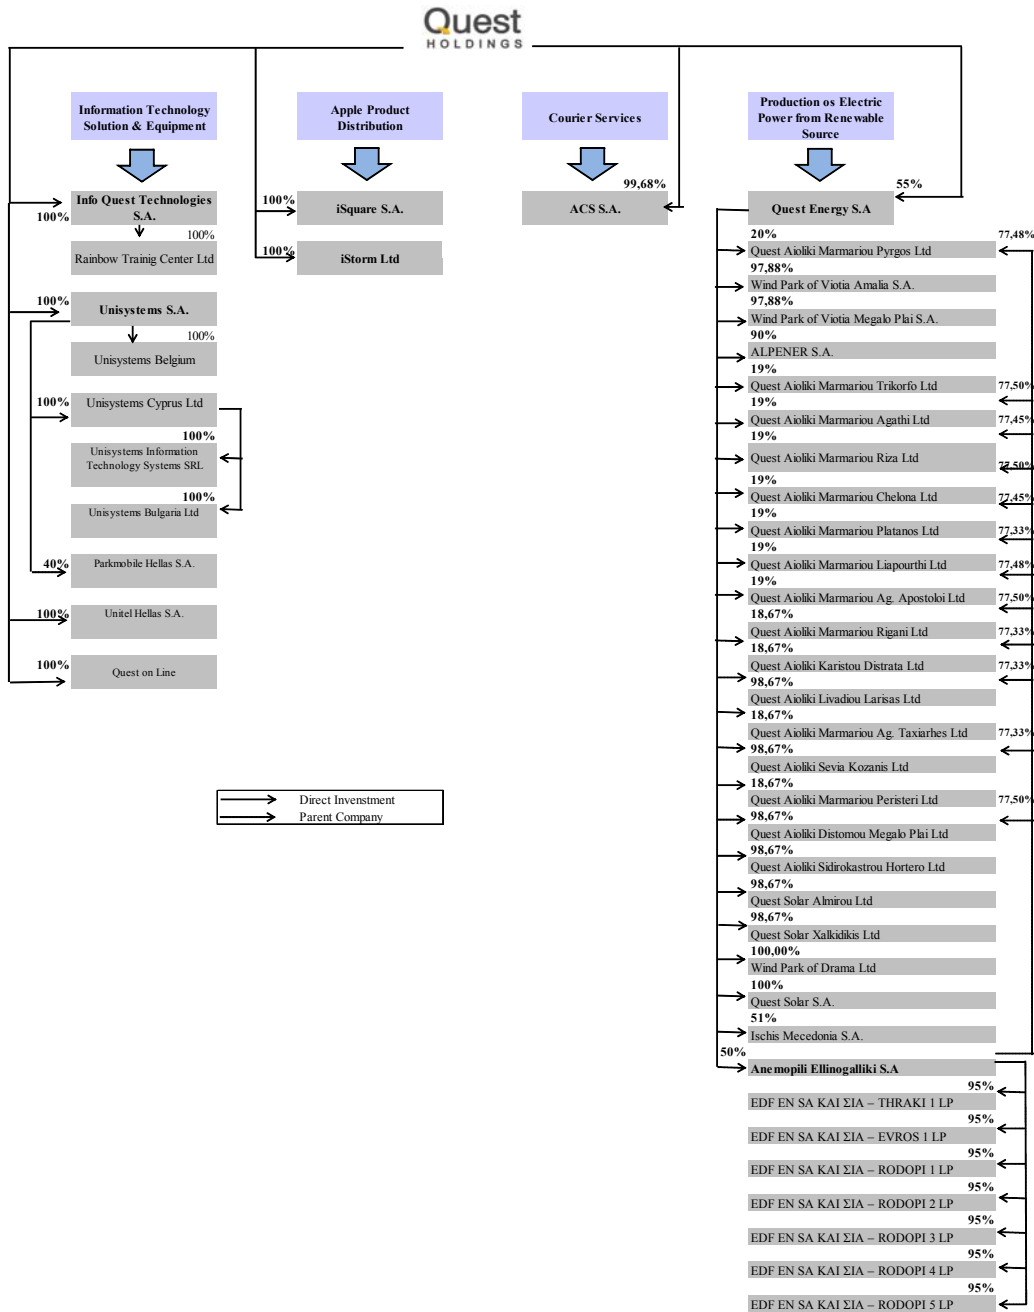 Quest
HOLDINGS
Information Technology
Solution & Equipment
100%
Info Quest Technologies
S.A.
100%
Rainbow Trainig Center Ltd
100%
Unisystems S.A.
100%
Unisystems Belgium
100%
Unisystems Cyprus Ltd
100%
Unisystems Information
Technology Systems SRL
100%
Unisystems Bulgaria Ltd
40%
Parkmobile Hellas S.A.
100%
Unitel Hellas S.A.
100%
Quest on Line
Apple Product
Distribution
100%
iSquare S.A.
100%
iStorm Ltd
Courier Services
99,68%
ACS S.A.
Production os Electric
Power from Renewable
Source
55%
Quest Energy S.A
20%
77,48%
Quest Aioliki Marmariou Pyrgos Ltd
97,88%
Wind Park of Viotia Amalia S.A.
97,88%
Wind Park of Viotia Megalo Plai S.A.
90%
ALPENER S.A.
19%
Quest Aioliki Marmariou Trikorfo Ltd
77,50%
19%
Quest Aioliki Marmariou Agathi Ltd
77,45%
19%
Quest Aioliki Marmariou Riza Ltd
77,50%
19%
Quest Aioliki Marmariou Chelona Ltd
77,45%
19%
Quest Aioliki Marmariou Platanos Ltd
77,33%
19%
Quest Aioliki Marmariou Liapourthi Ltd
77,48%
19%
Quest Aioliki Marmariou Ag. Apostoloi Ltd
77,50%
18,67%
Quest Aioliki Marmariou Rigani Ltd
77,33%
18,67%
Quest Aioliki Karistou Distrata Ltd
77,33%
98,67%
Quest Aioliki Livadiou Larisas Ltd
18,67%
Quest Aioliki Marmariou Ag. Taxiarhes Ltd
77,33%
98,67%
Quest Aioliki Sevia Kozanis Ltd
18,67%
Quest Aioliki Marmariou Peristeri Ltd
77,50%
98,67%
Quest Aioliki Distomou Megalo Plai Ltd
98,67%
Quest Aioliki Sidirokastrou Hortero Ltd
98,67%
Quest Solar Almirou Ltd
98,67%
Quest Solar Xalkidikis Ltd
100,00%
Wind Park of Drama Ltd
100%
Quest Solar S.A.
51%
Ischis Mecedonia S.A.
50%
Anemopili Ellinogalliki S.A
95%
EDF EN SA ΚΑΙ ΣΙΑ – THRAKI 1 LP
95%
EDF EN SA ΚΑΙ ΣΙΑ – EVROS 1 LP
95%
EDF EN SA ΚΑΙ ΣΙΑ – RODOPI 1 LP
95%
EDF EN SA ΚΑΙ ΣΙΑ – RODOPI 2 LP
95%
EDF EN SA ΚΑΙ ΣΙΑ – RODOPI 3 LP
95%
EDF EN SA ΚΑΙ ΣΙΑ – RODOPI 4 LP
95%
EDF EN SA ΚΑΙ ΣΙΑ – RODOPI 5 LP
Direct Invenstment
Parent Company